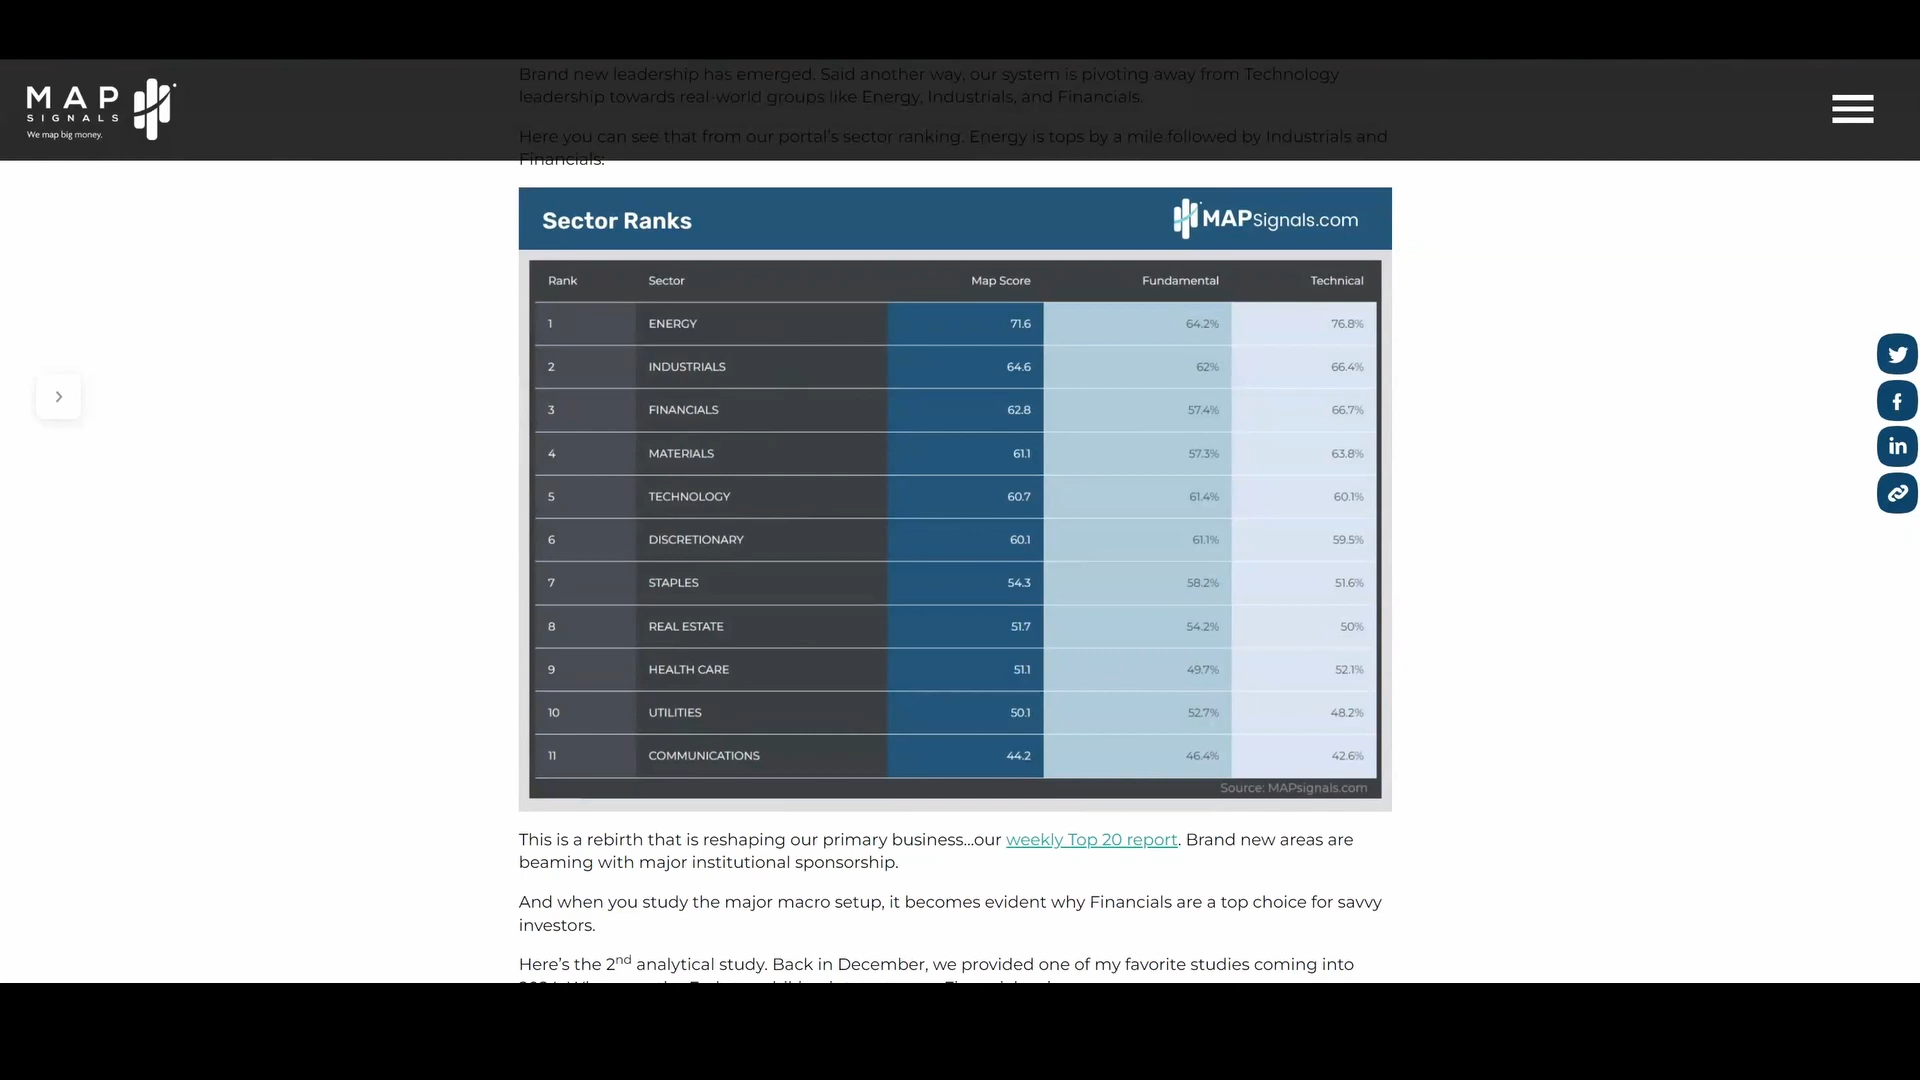 MAP
SIGNALS
We map big money.
Brand new leadership has emerged. Said another way, our system is pivoting away from Technology
leadership towards real-world groups like Energy, Industrials, and Financials.
Here you can see that from our portal's sector ranking. Energy is tops by a mile followed by Industrials and
Financials:
Sector Ranks
MAPSignals.com
Rank Sector Map Score Fundamental Technical
1 ENERGY 71.6 64.2% 76.8%
2 INDUSTRIALS 64.6 62% 66.4%
3 FINANCIALS 62.8 57.4% 66.7%
4 MATERIALS 61.1 57.3% 63.8%
5 TECHNOLOGY 60.7 61.4% 60.1%
6 DISCRETIONARY 60.1 61.1% 59.5%
7 STAPLES 54.3 58.2% 51.6%
8 REAL ESTATE 51.7 54.2% 50%
9 HEALTH CARE 51.1 49.7% 52.1%
10 UTILITIES 50.1 52.7% 48.2%
11 COMMUNICATIONS 44.2 46.4% 42.6%
Source: MAPsignals.com
This is a rebirth that is reshaping our primary business...our weekly Top 20 report. Brand new areas are
beaming with major institutional sponsorship.
And when you study the major macro setup, it becomes evident why Financials are a top choice for savvy
investors.
Here's the 2nd analytical study. Back in December, we provided one of my favorite studies coming into